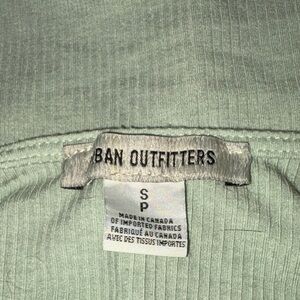 BAN OUTFITTERS
S
P
MADE IN CANADA
OF IMPORTED FABRICS
FABRIQUÉ AU CANADA
AVEC DES TISSUS IMPORTÉS